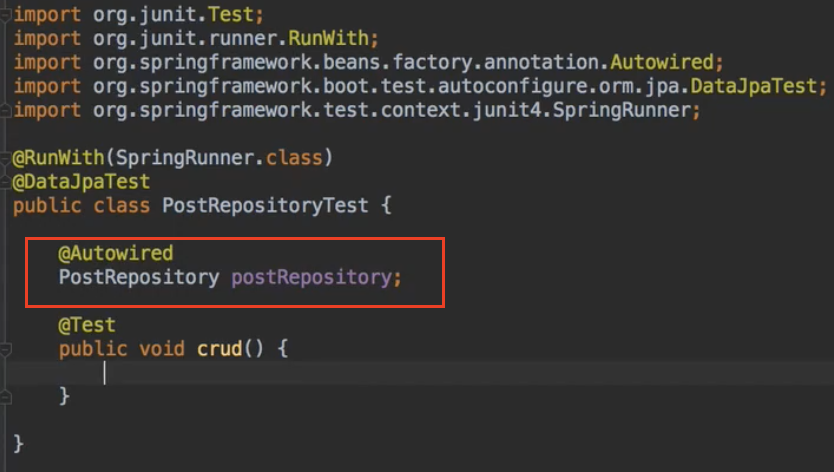 import org.junit.Test;
import org.junit.runner.RunWith;
import org.springframework.beans.factory.annotation.Autowired;
import org.springframework.boot.test.autoconfigure.orm.jpa.DataJpaTest;
import org.springframework.test.context.junit4.SpringRunner;
@RunWith(SpringRunner.class)
@DataJpaTest
public class PostRepositoryTest {
@Autowired
PostRepository postRepository;
@Test
public void crud() {
}
}